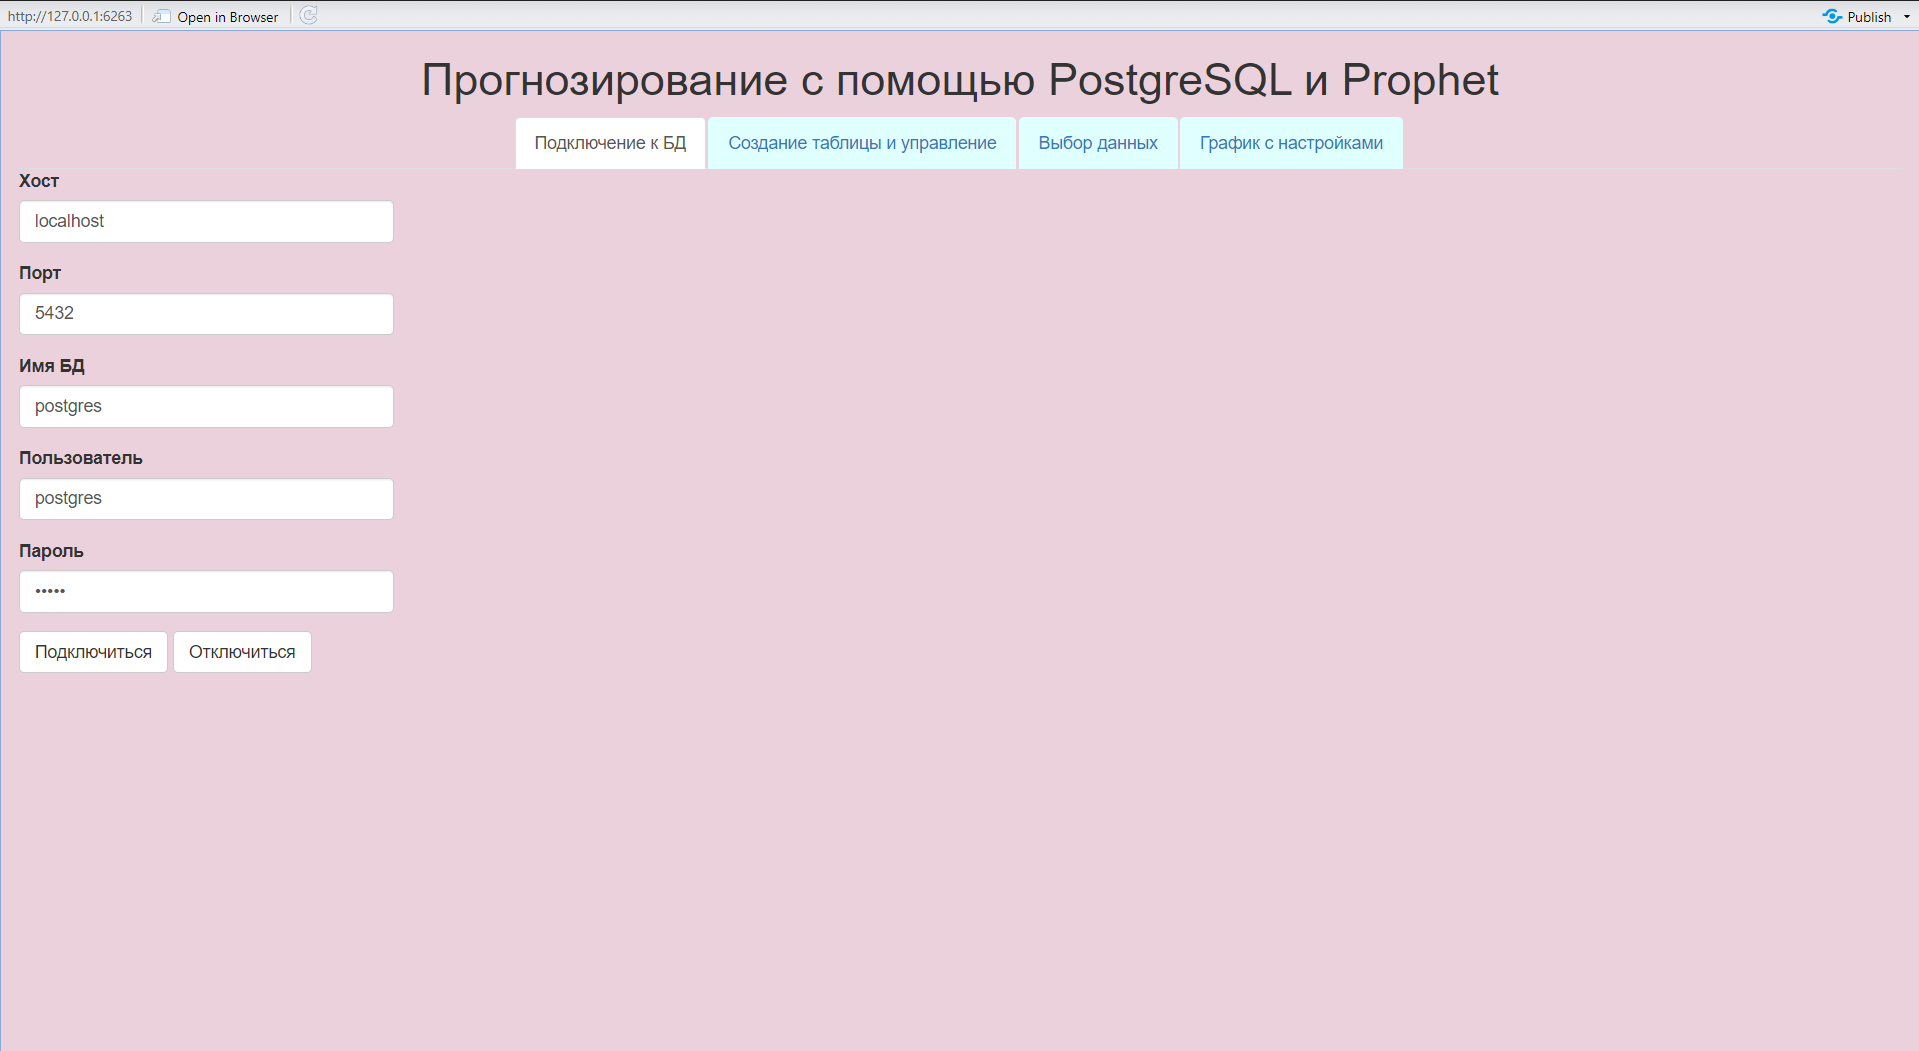 http://127.0.0.1:6263 Open in Browser Publish
Прогнозирование с помощью PostgreSQL и Prophet
Подключение к БД Создание таблицы и управление Выбор данных График с настройками
Хост
localhost
Порт
5432
Имя БД
postgres
Пользователь
postgres
Пароль
•••••
Подключиться Отключиться